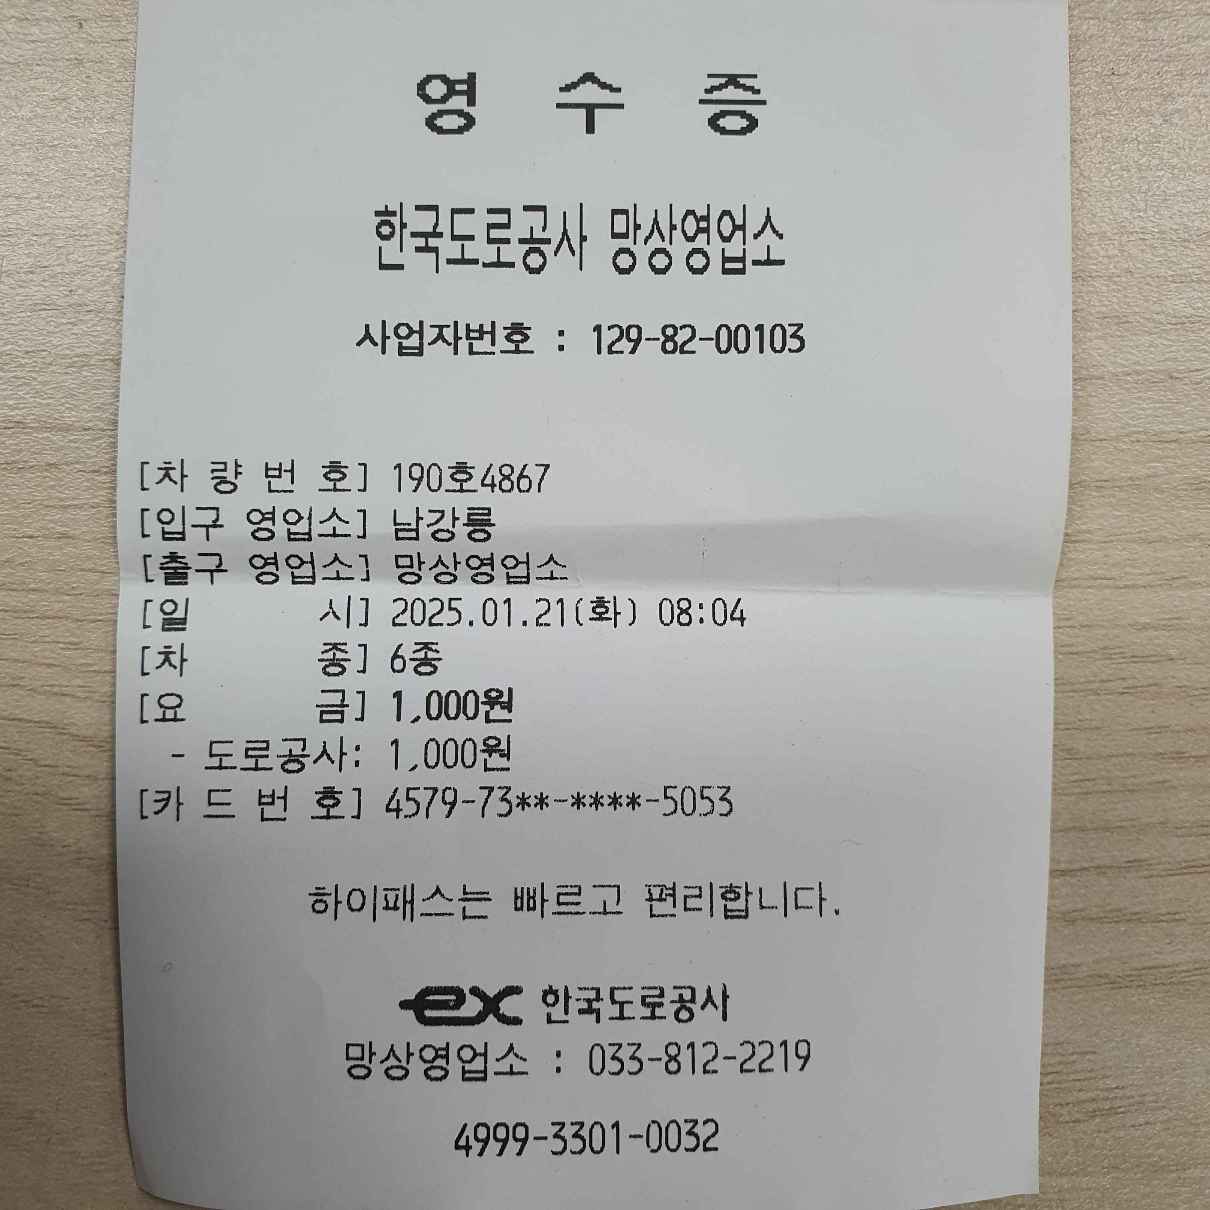 영 수 증
한국도로공사 망상영업소
사업자번호 : 129-82-00103
[차 량 번 호] 190호4867
[입구 영업소] 남강릉
[출구 영업소] 망상영업소
[일 시] 2025.01.21(화) 08:04
[차 종] 6종
[요 금] 1,000원
- 도로공사: 1,000원
[카 드 번 호] 4579-73**-****-5053
하이패스는 빠르고 편리합니다.
ex 한국도로공사
망상영업소 : 033-812-2219
4999-3301-0032